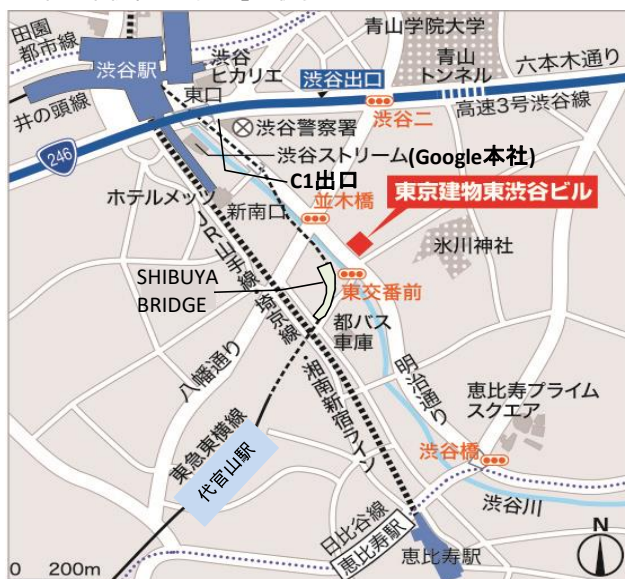 田園
都市線
渋谷駅
井の頭線
246
渋谷
ヒカリエ
東口
渋谷出口
青山学院大学
青山
トンネル
六本木通り
高速3号渋谷線
渋谷二
渋谷警察署
渋谷ストリーム(Google本社)
C1出口
ホテルメッツ
新南口
並木橋
東京建物東渋谷ビル
氷川神社
SHIBUYA
BRIDGE
JR山手線・埼京線・湘南新宿ライン
東交番前
都バス
車庫
八幡通り
明治通り
恵比寿プライム
スクエア
東急東横線
代官山駅
渋谷橋
渋谷川
日比谷線
恵比寿駅
恵比寿駅
N
0 200m